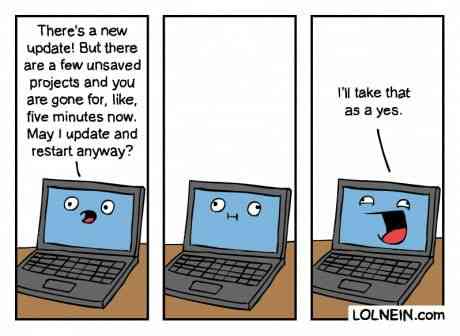 There's a new
update! But there
are a few unsaved
projects and you
are gone for, like,
five minutes now.
May I update and
restart anyway?
I'll take that
as a yes.
LOLNEIN.com